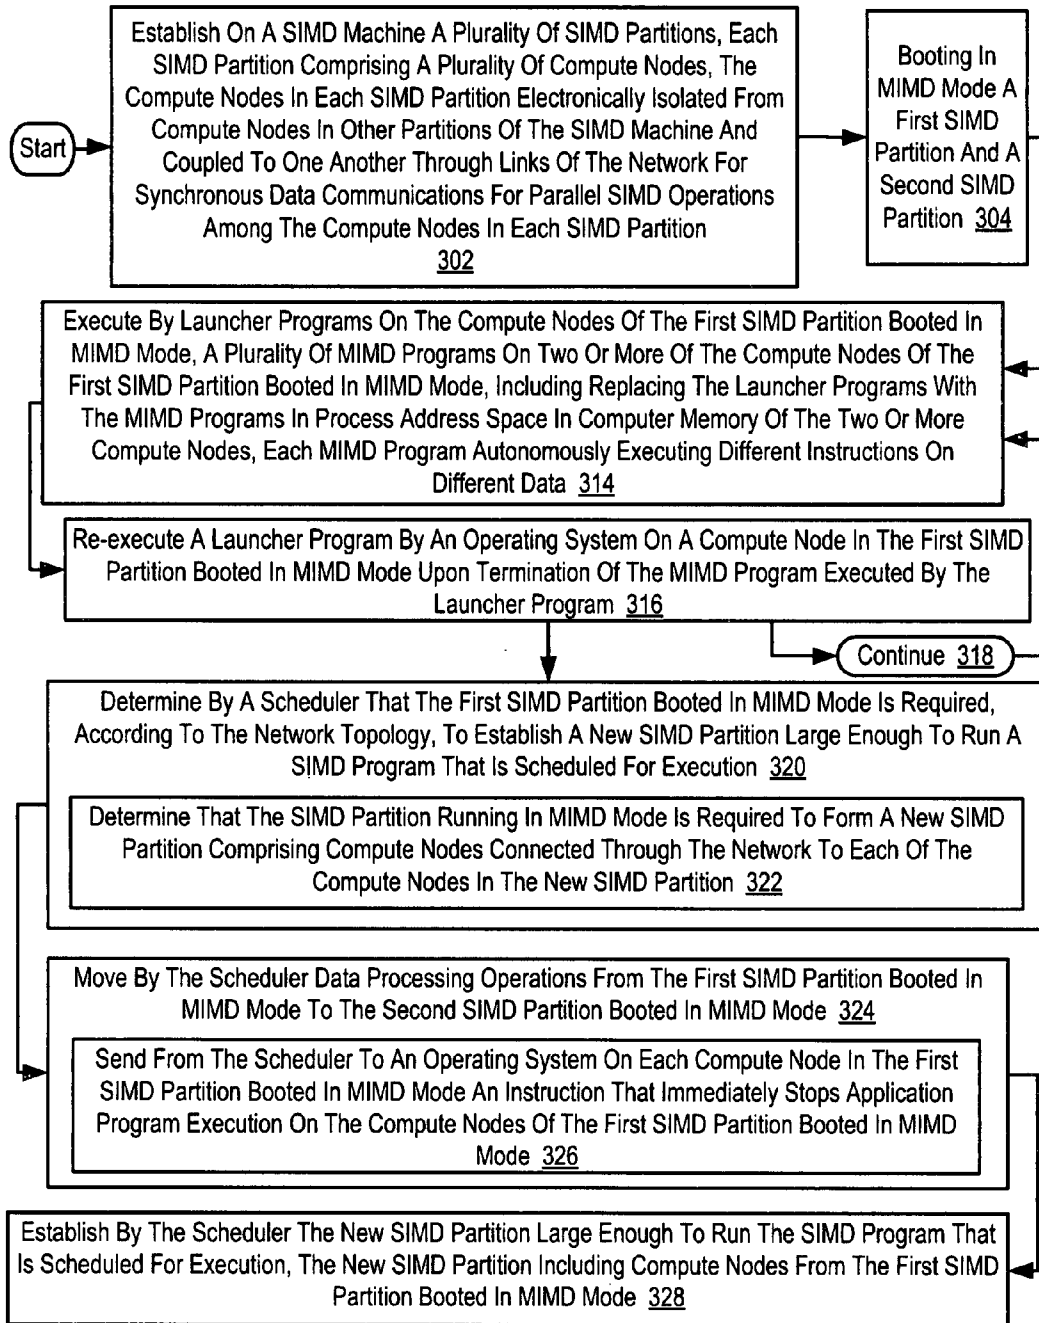 Start
Establish On A SIMD Machine A Plurality Of SIMD Partitions, Each
SIMD Partition Comprising A Plurality Of Compute Nodes, The
Compute Nodes In Each SIMD Partition Electronically Isolated From
Compute Nodes In Other Partitions Of The SIMD Machine And
Coupled To One Another Through Links Of The Network For
Synchronous Data Communications For Parallel SIMD Operations
Among The Compute Nodes In Each SIMD Partition
302
Booting In
MIMD Mode A
First SIMD
Partition And A
Second SIMD
Partition 304
Execute By Launcher Programs On The Compute Nodes Of The First SIMD Partition Booted In
MIMD Mode, A Plurality Of MIMD Programs On Two Or More Of The Compute Nodes Of The
First SIMD Partition Booted In MIMD Mode, Including Replacing The Launcher Programs With
The MIMD Programs In Process Address Space In Computer Memory Of The Two Or More
Compute Nodes, Each MIMD Program Autonomously Executing Different Instructions On
Different Data 314
Re-execute A Launcher Program By An Operating System On A Compute Node In The First SIMD
Partition Booted In MIMD Mode Upon Termination Of The MIMD Program Executed By The
Launcher Program 316
Continue 318
Determine By A Scheduler That The First SIMD Partition Booted In MIMD Mode Is Required,
According To The Network Topology, To Establish A New SIMD Partition Large Enough To Run A
SIMD Program That Is Scheduled For Execution 320
Determine That The SIMD Partition Running In MIMD Mode Is Required To Form A New SIMD
Partition Comprising Compute Nodes Connected Through The Network To Each Of The
Compute Nodes In The New SIMD Partition 322
Move By The Scheduler Data Processing Operations From The First SIMD Partition Booted In
MIMD Mode To The Second SIMD Partition Booted In MIMD Mode 324
Send From The Scheduler To An Operating System On Each Compute Node In The First
SIMD Partition Booted In MIMD Mode An Instruction That Immediately Stops Application
Program Execution On The Compute Nodes Of The First SIMD Partition Booted In MIMD
Mode 326
Establish By The Scheduler The New SIMD Partition Large Enough To Run The SIMD Program That
Is Scheduled For Execution, The New SIMD Partition Including Compute Nodes From The First SIMD
Partition Booted In MIMD Mode 328